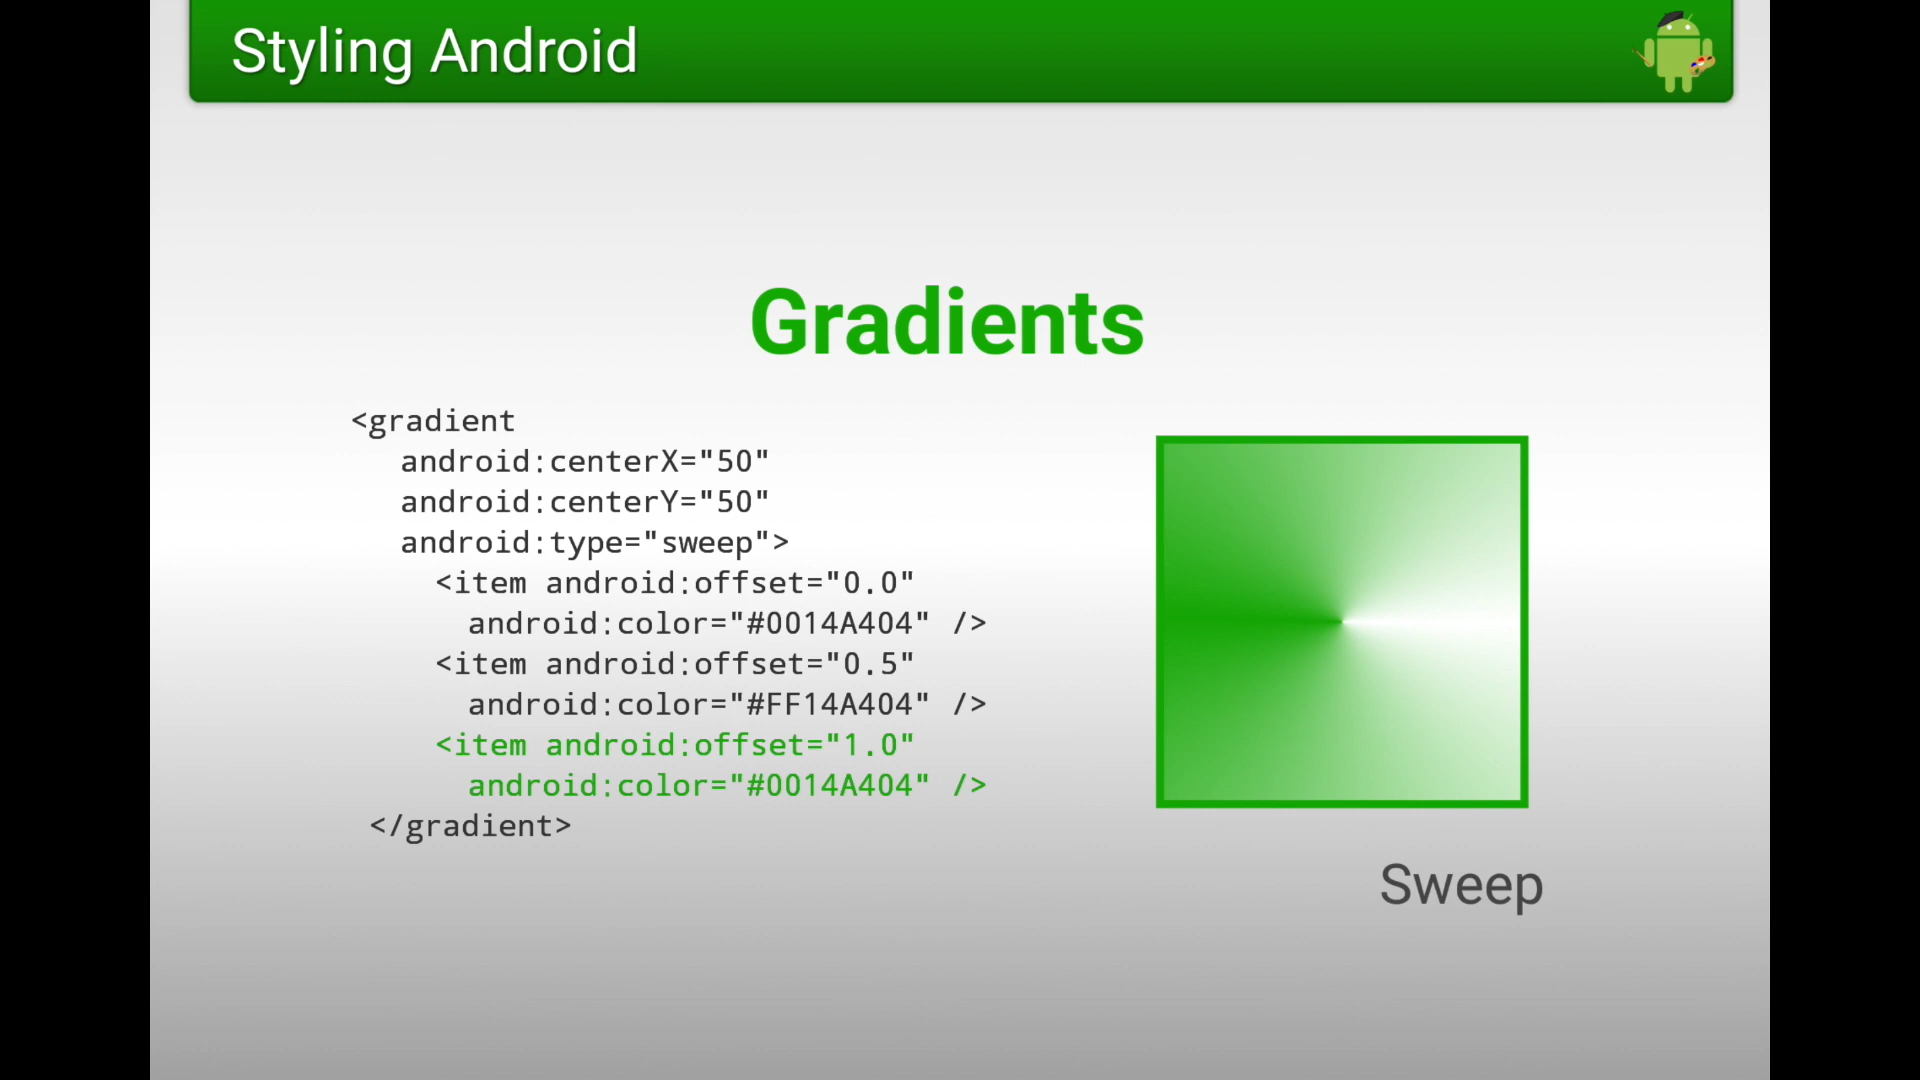 Styling Android
Gradients
<gradient
android:centerX="50"
android:centerY="50"
android:type="sweep">
<item android:offset="0.0"
android:color="#0014A404" />
<item android:offset="0.5"
android:color="#FF14A404" />
<item android:offset="1.0"
android:color="#0014A404" />
</gradient>
Sweep